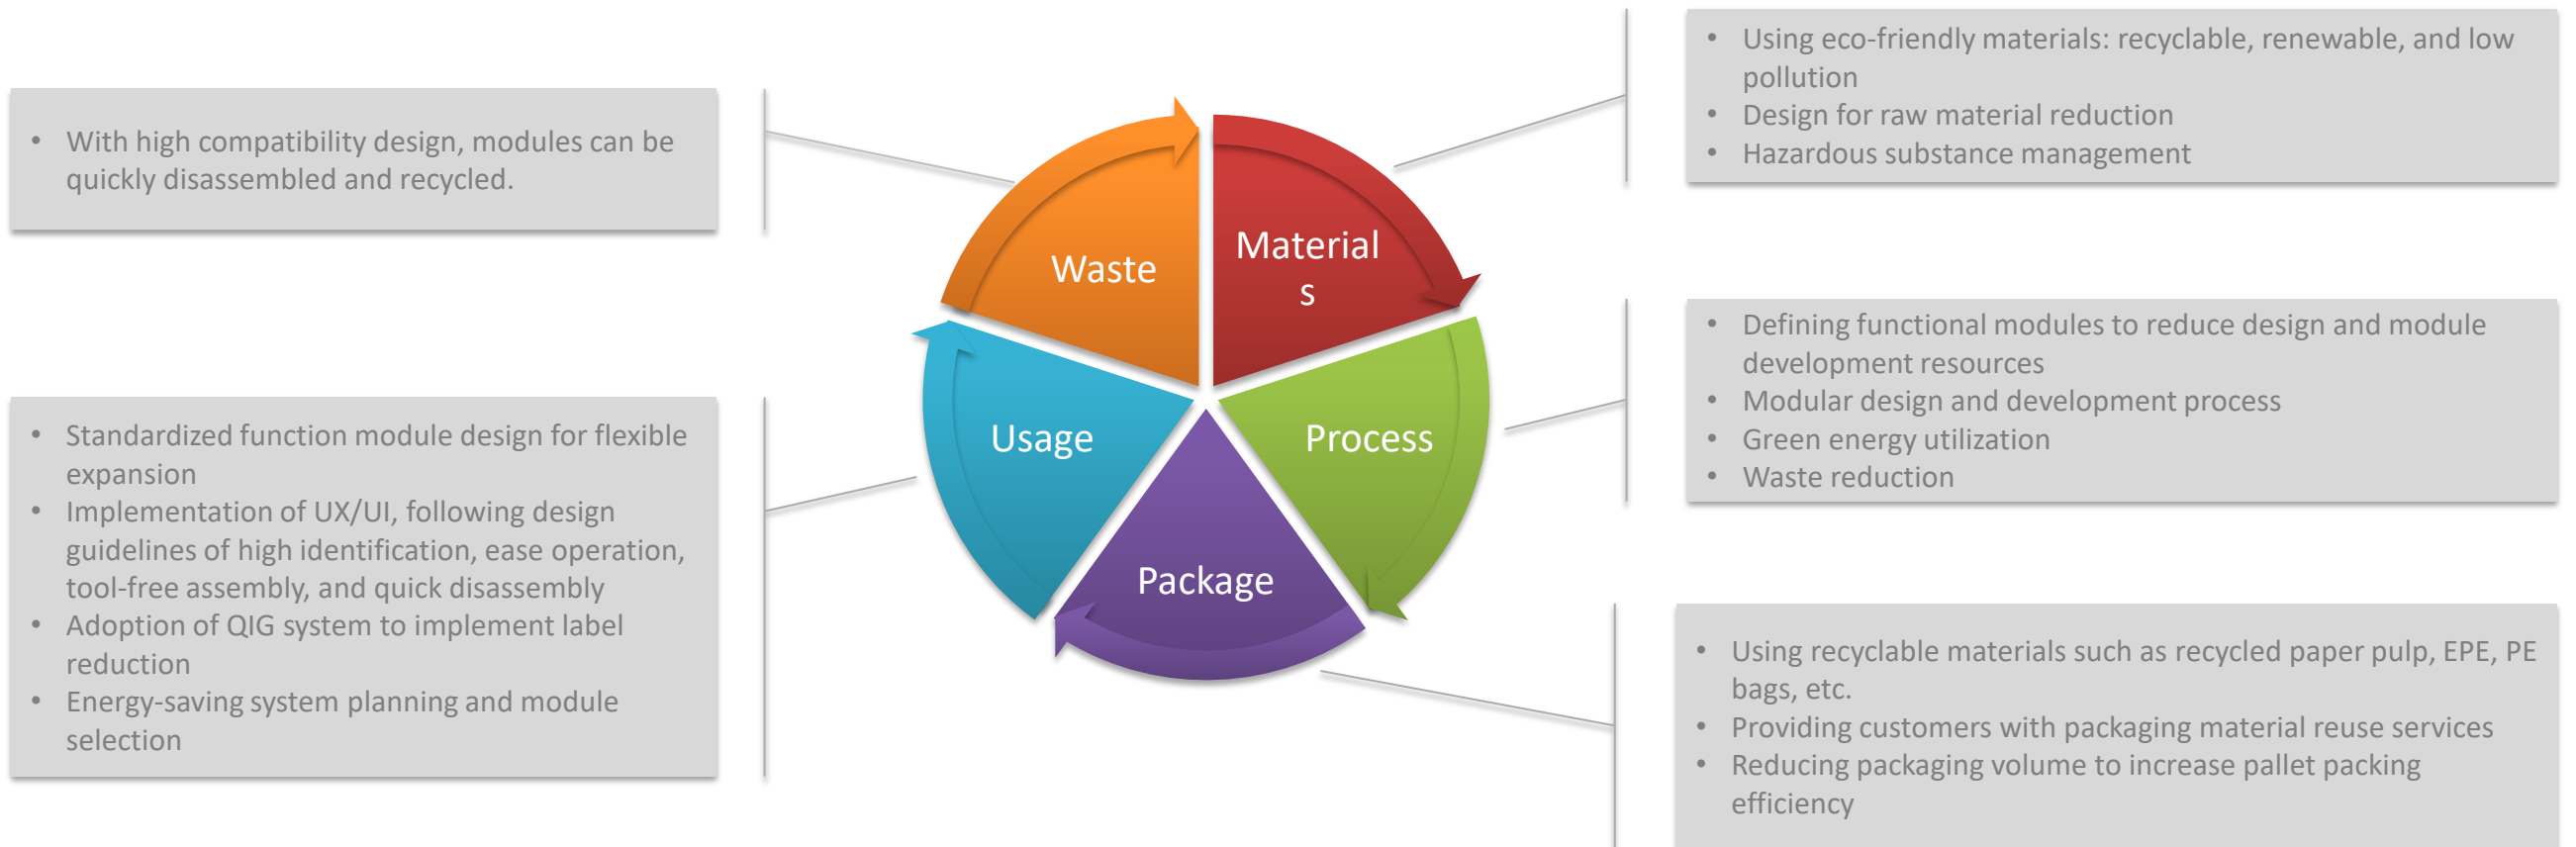 • With high compatibility design, modules can be
quickly disassembled and recycled.
• Standardized function module design for flexible
expansion
• Implementation of UX/UI, following design
guidelines of high identification, ease operation,
tool-free assembly, and quick disassembly
• Adoption of QIG system to implement label
reduction
• Energy-saving system planning and module
selection
Waste
Material
s
Usage
Process
Package
• Using eco-friendly materials: recyclable, renewable, and low
pollution
• Design for raw material reduction
• Hazardous substance management
• Defining functional modules to reduce design and module
development resources
• Modular design and development process
• Green energy utilization
• Waste reduction
• Using recyclable materials such as recycled paper pulp, EPE, PE
bags, etc.
• Providing customers with packaging material reuse services
• Reducing packaging volume to increase pallet packing
efficiency